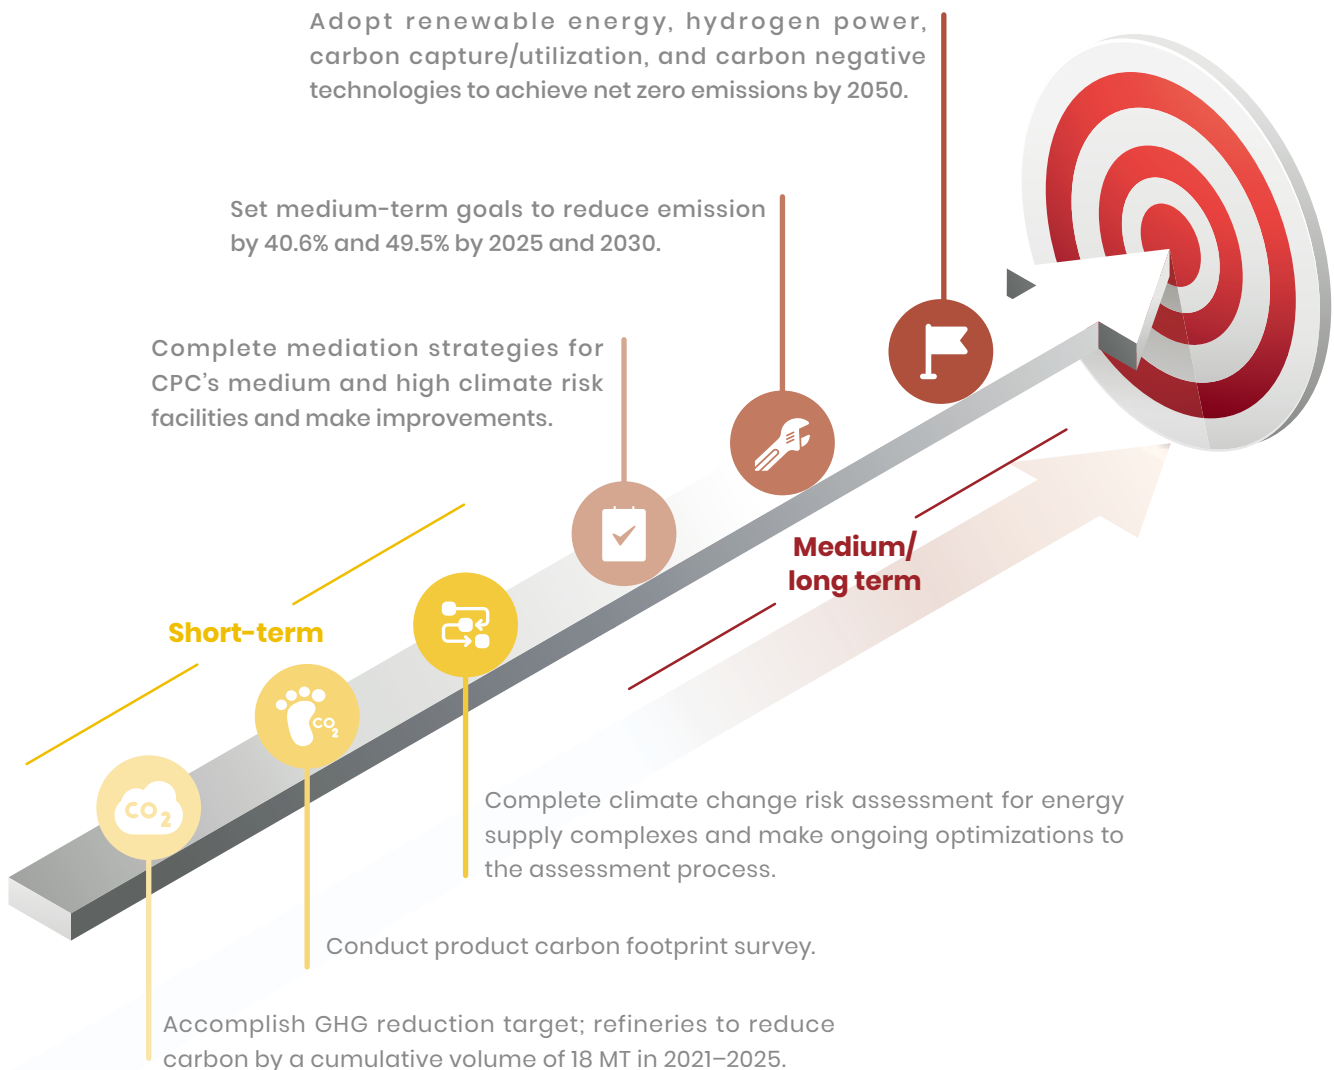 Adopt renewable energy, hydrogen power,
carbon capture/utilization, and carbon negative
technologies to achieve net zero emissions by 2050.
Set medium-term goals to reduce emission
by 40.6% and 49.5% by 2025 and 2030.
Complete mediation strategies for
CPC's medium and high climate risk
facilities and make improvements.
Medium/
long term
Short-term
CO2
CO2
Complete climate change risk assessment for energy
supply complexes and make ongoing optimizations to
the assessment process.
Conduct product carbon footprint survey.
Accomplish GHG reduction target; refineries to reduce
carbon by a cumulative volume of 18 MT in 2021–2025.